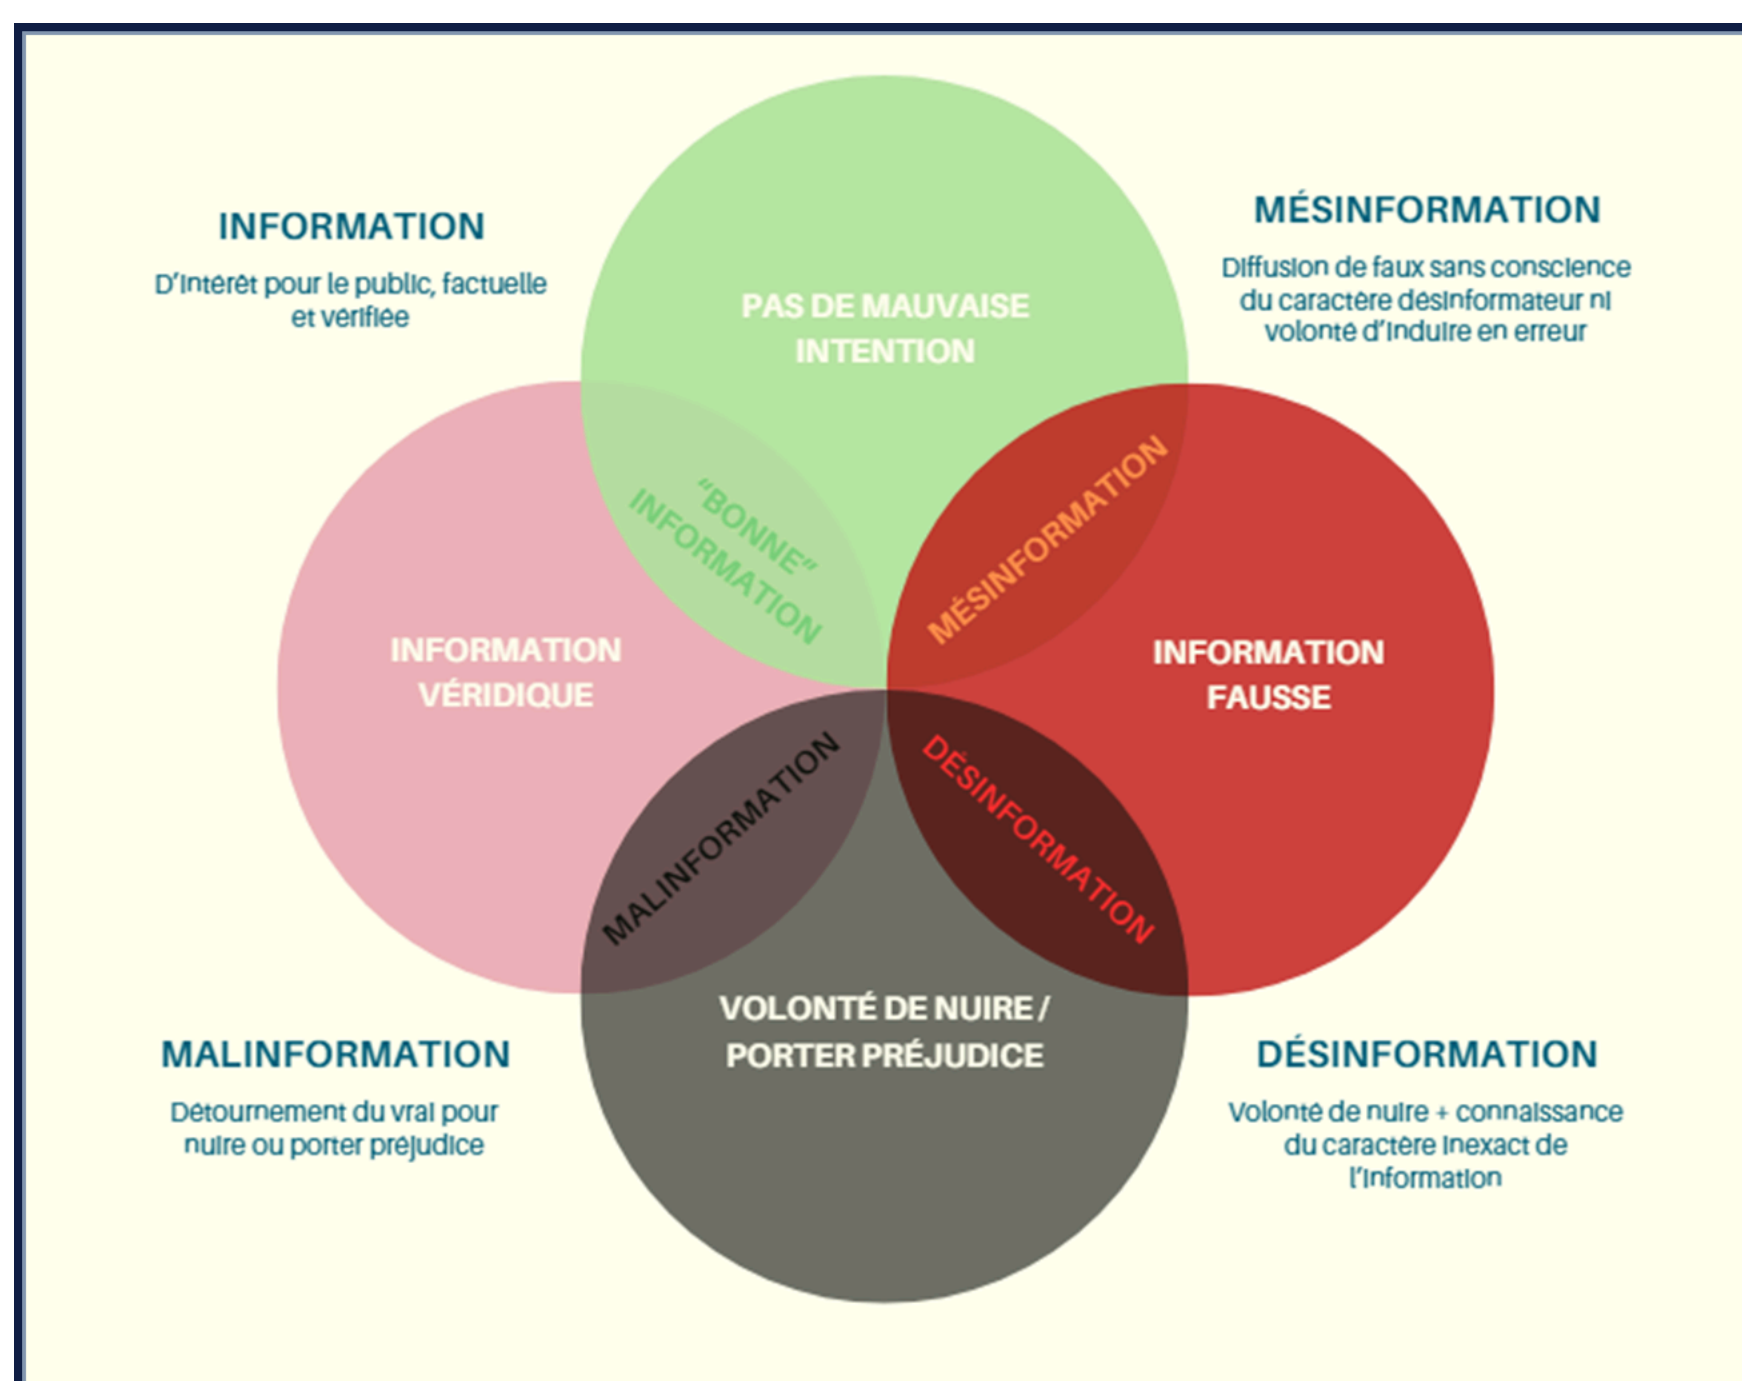 INFORMATION
D'intérêt pour le public, factuelle
et vérifiée
MÉSINFORMATION
Diffusion de faux sans conscience
du caractère désinformateur ni
volonté d'induire en erreur
PAS DE MAUVAISE
INTENTION
"BONNE"
INFORMATION
MÉSINFORMATION
INFORMATION
VÉRIDIQUE
INFORMATION
FAUSSE
MALINFORMATION
DÉSINFORMATION
VOLONTÉ DE NUIRE /
PORTER PRÉJUDICE
MALINFORMATION
Détournement du vrai pour
nuire ou porter préjudice
DÉSINFORMATION
Volonté de nuire + connaissance
du caractère inexact de
l'information